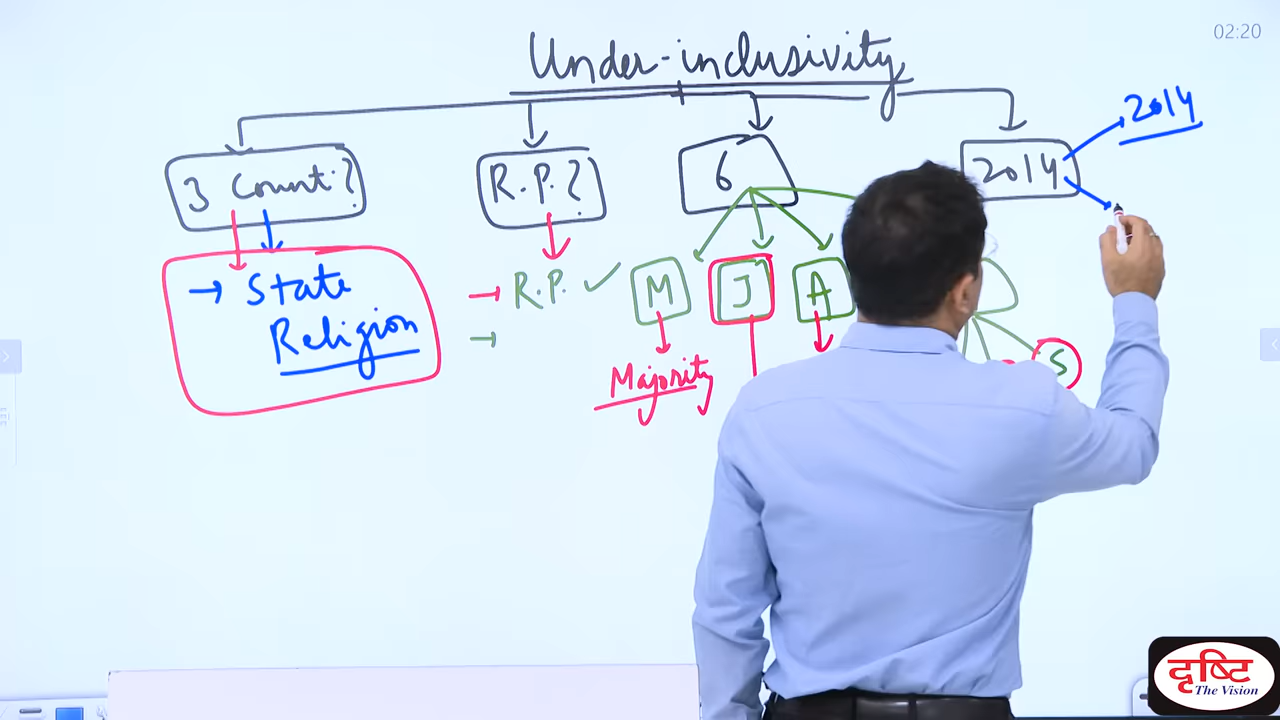 02:20
Under-inclusivity
3 Count.?
R.P.?
6
2014
2014
→ State
Religion
R.P. ✓
M
J
A
S
Majority
दृष्टि
The Vision